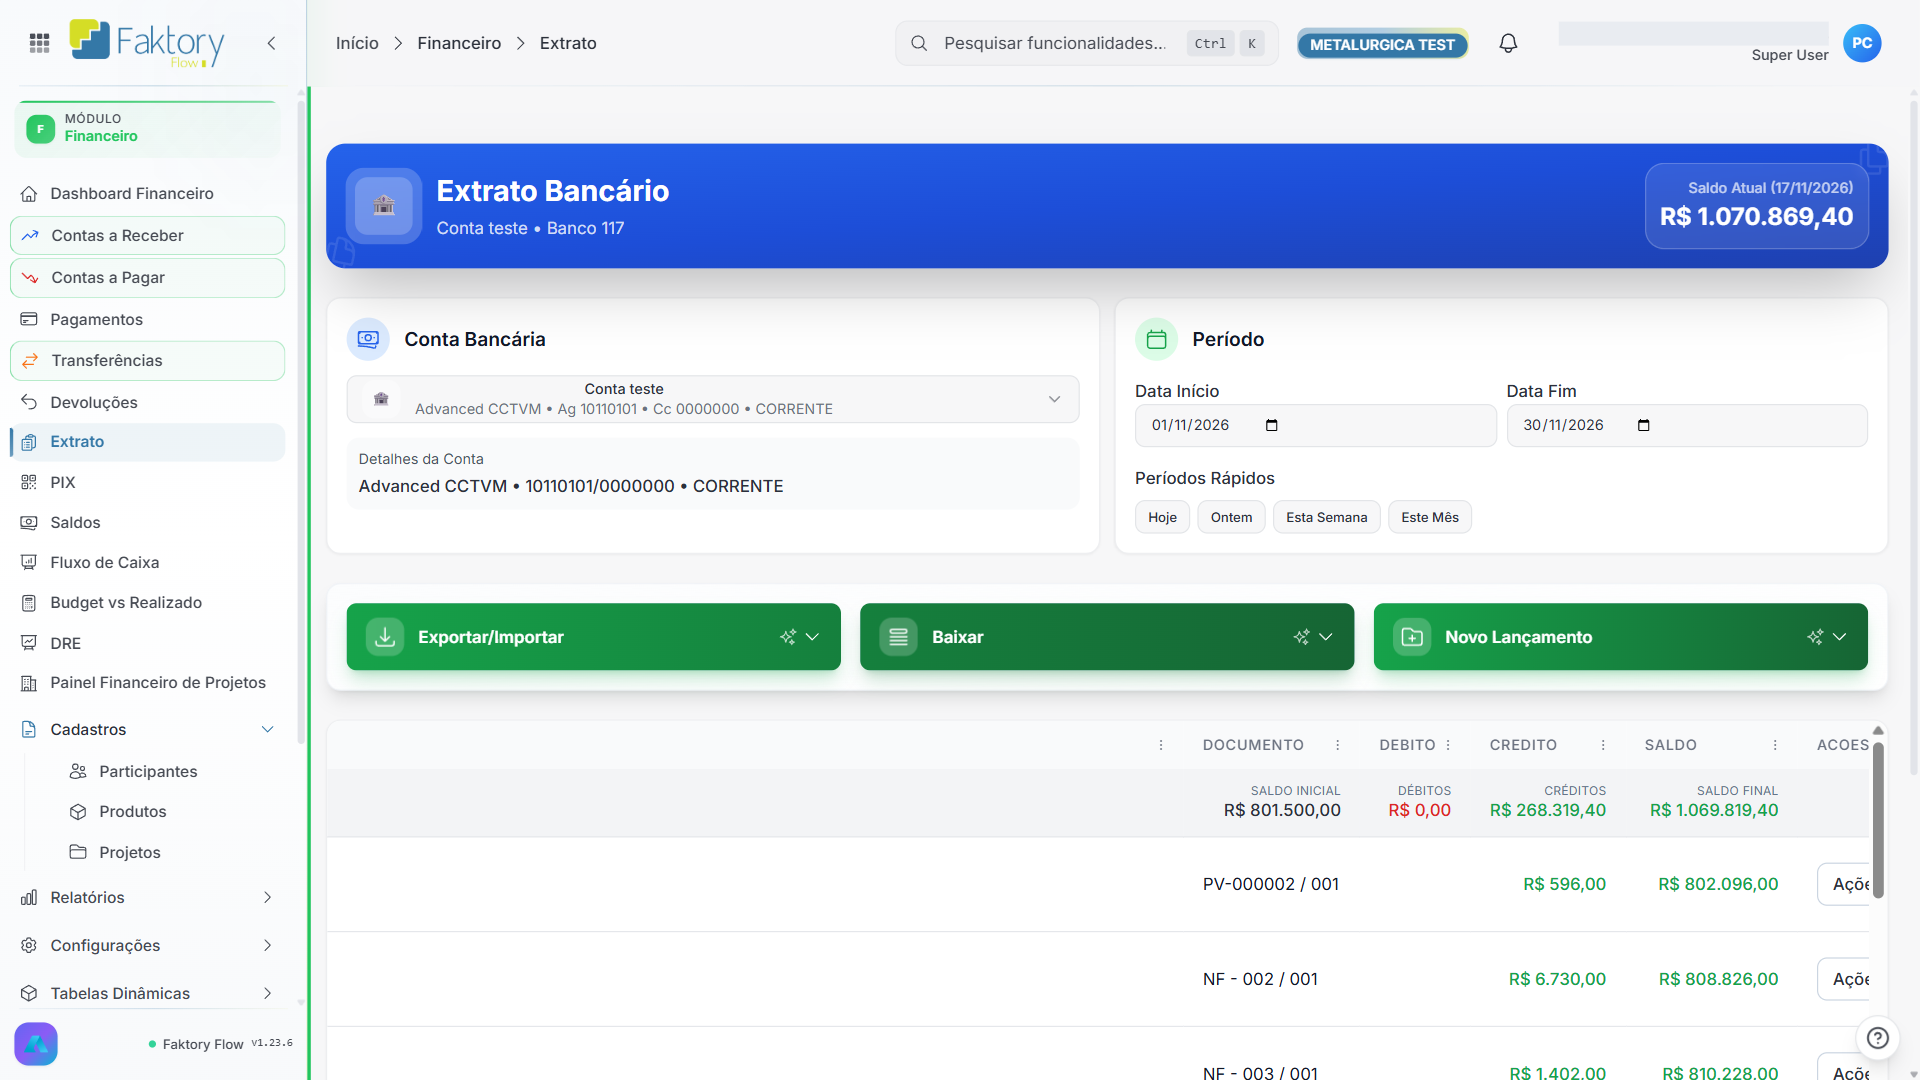 Faktory
Flow
Início > Financeiro > Extrato
Pesquisar funcionalidades...
Ctrl K
METALURGICA TEST
Super User
PC
F
MÓDULO
Financeiro
Dashboard Financeiro
Contas a Receber
Contas a Pagar
Pagamentos
Transferências
Devoluções
Extrato
PIX
Saldos
Fluxo de Caixa
Budget vs Realizado
DRE
Painel Financeiro de Projetos
Cadastros
Participantes
Produtos
Projetos
Relatórios
Configurações
Tabelas Dinâmicas
Faktory Flow v1.23.6
Extrato Bancário
Conta teste • Banco 117
Saldo Atual (17/11/2026)
R$ 1.070.869,40
Conta Bancária
Conta teste
Advanced CCTVM • Ag 10110101 • Cc 0000000 • CORRENTE
Detalhes da Conta
Advanced CCTVM • 10110101/0000000 • CORRENTE
Período
Data Início
Data Fim
01/11/2026
30/11/2026
Períodos Rápidos
Hoje
Ontem
Esta Semana
Este Mês
Exportar/Importar
Baixar
Novo Lançamento
DOCUMENTO DEBITO CREDITO SALDO ACOES
SALDO INICIAL DÉBITOS CRÉDITOS SALDO FINAL
R$ 801.500,00 R$ 0,00 R$ 268.319,40 R$ 1.069.819,40
PV-000002 / 001 R$ 596,00 R$ 802.096,00 Açõe
NF - 002 / 001 R$ 6.730,00 R$ 808.826,00 Açõe
NF - 003 / 001 R$ 1.402,00 R$ 810.228,00 Açõe